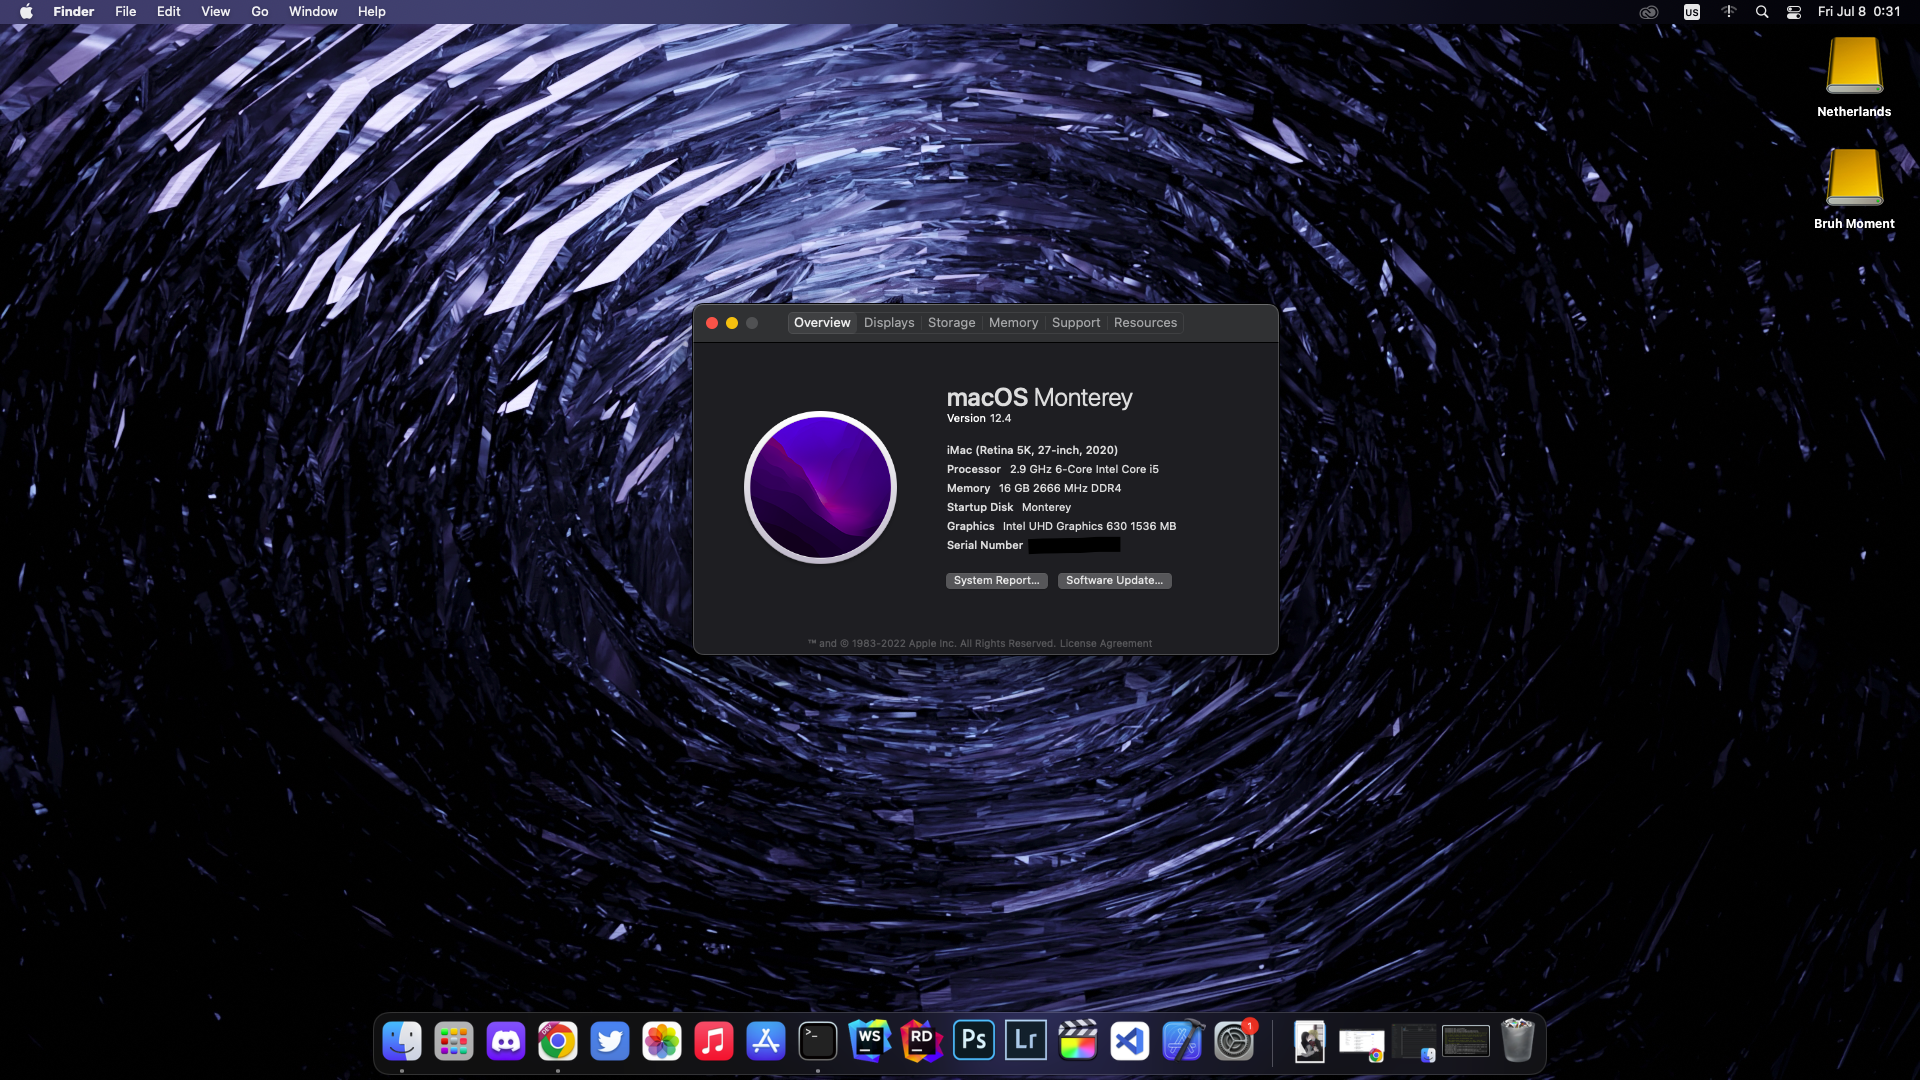 Finder File Edit View Go Window Help
US Fri Jul 8 0:31
Netherlands
Bruh Moment
Overview Displays Storage Memory Support Resources
macOS Monterey
Version 12.4
iMac (Retina 5K, 27-inch, 2020)
Processor 2.9 GHz 6-Core Intel Core i5
Memory 16 GB 2666 MHz DDR4
Startup Disk Monterey
Graphics Intel UHD Graphics 630 1536 MB
Serial Number
System Report... Software Update...
™ and © 1983-2022 Apple Inc. All Rights Reserved. License Agreement
DEV >_ WS RD Ps Lr 1